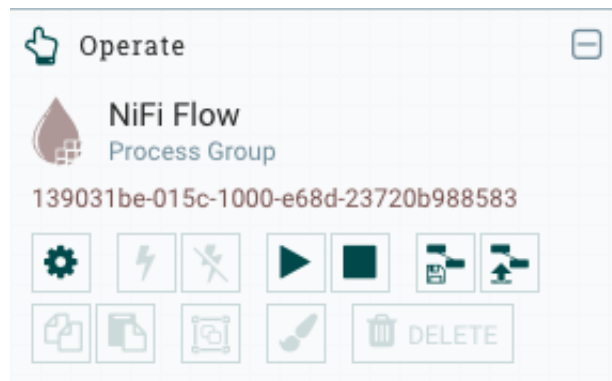 Operate
NiFi Flow
Process Group
139031be-015c-1000-e68d-23720b988583
DELETE